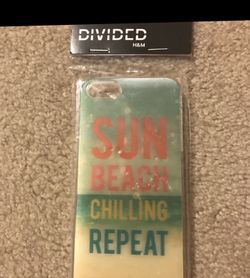 DIVIDED
H&M
SUN
BEACH
CHILLING
REPEAT